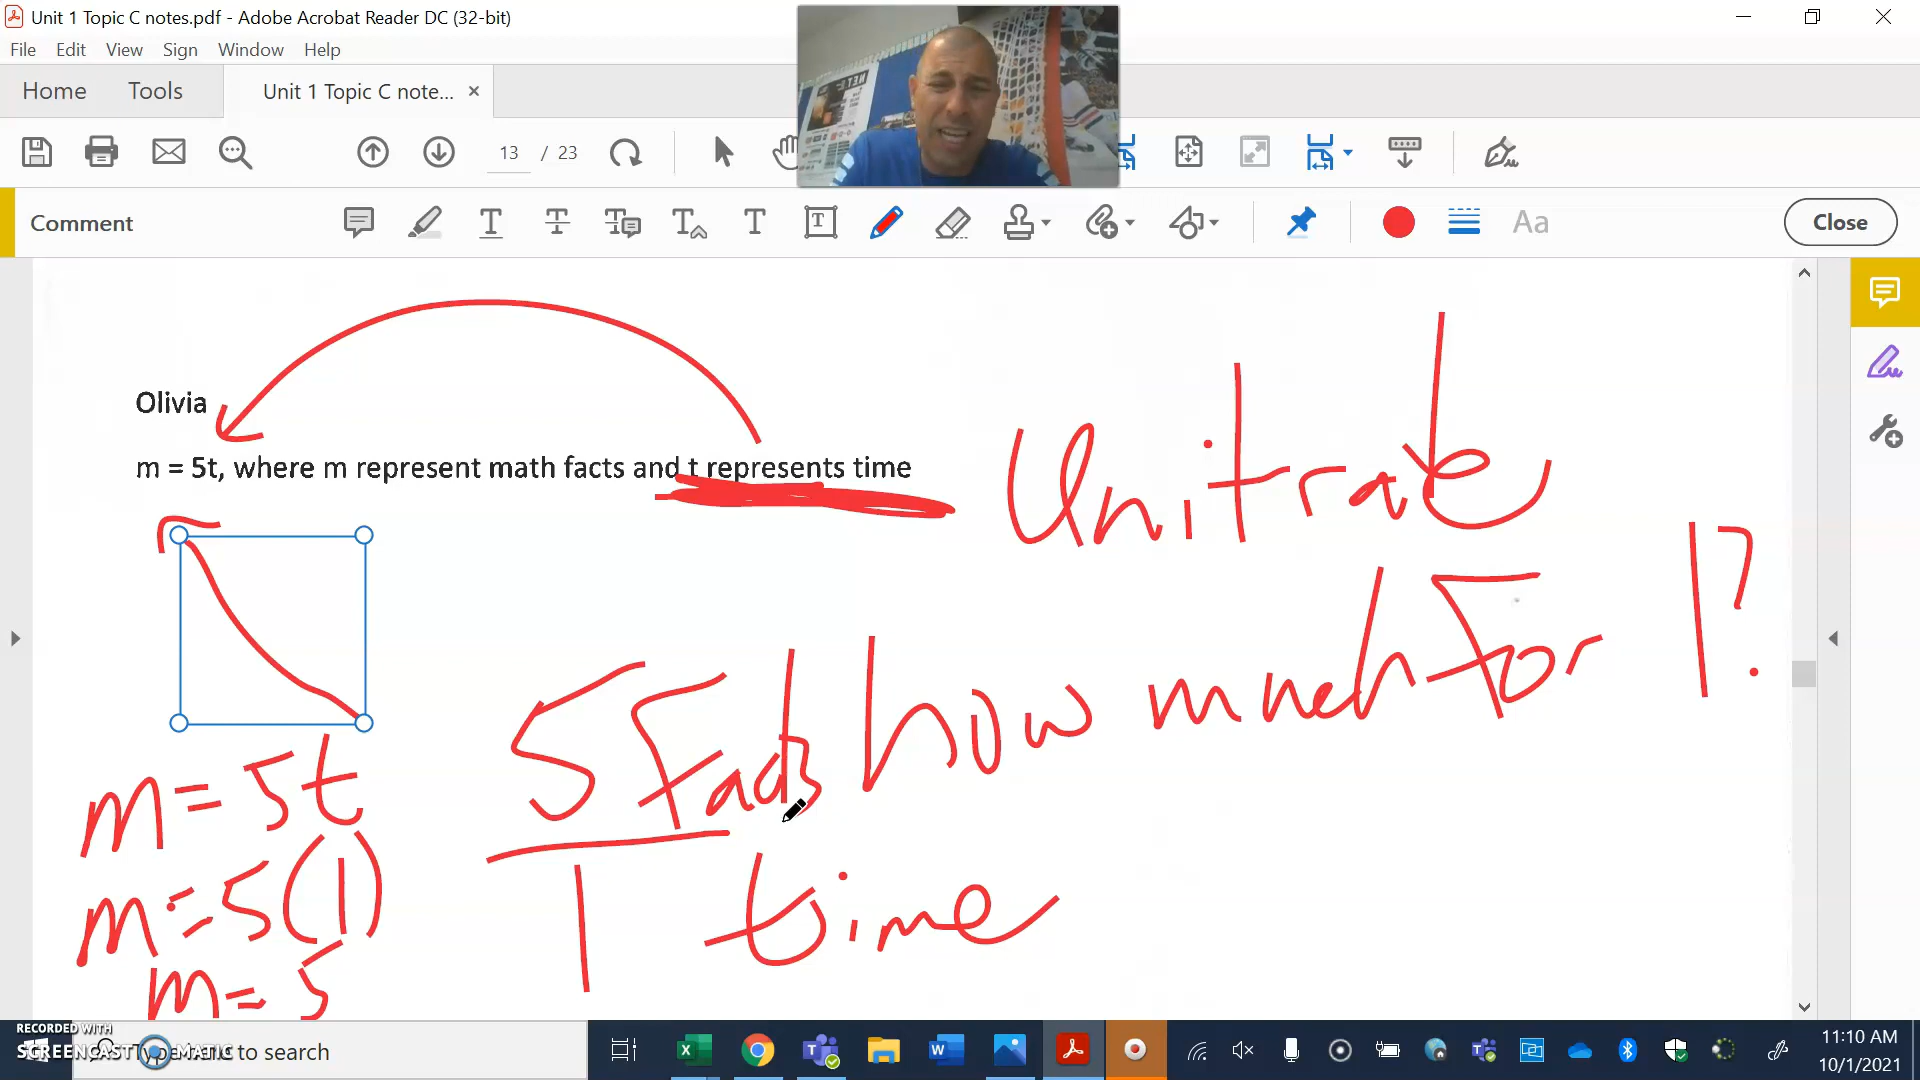 Unit 1 Topic C notes.pdf - Adobe Acrobat Reader DC (32-bit)
File Edit View Sign Window Help
Home Tools Unit 1 Topic C note... ×
13 / 23
Comment
Aa
Close
Olivia
m = 5t, where m represent math facts and t represents time
Unit rate
how much for 1?
5 Facts
1 time
m = 5t
m = 5(1)
m = 5
RECORDED WITH
SCREENCAST MATIC
to search
11:10 AM
10/1/2021